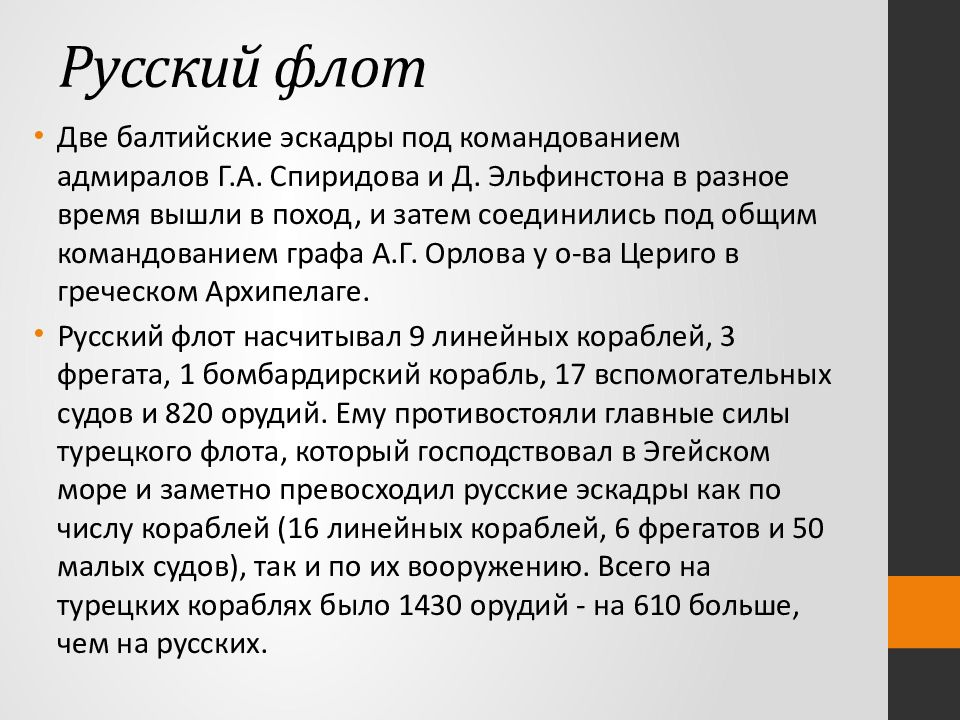 Русский флот
• Две балтийские эскадры под командованием
адмиралов Г.А. Спиридова и Д. Эльфинстона в разное
время вышли в поход, и затем соединились под общим
командованием графа А.Г. Орлова у о-ва Цериго в
греческом Архипелаге.
• Русский флот насчитывал 9 линейных кораблей, 3
фрегата, 1 бомбардирский корабль, 17 вспомогательных
судов и 820 орудий. Ему противостояли главные силы
турецкого флота, который господствовал в Эгейском
море и заметно превосходил русские эскадры как по
числу кораблей (16 линейных кораблей, 6 фрегатов и 50
малых судов), так и по их вооружению. Всего на
турецких кораблях было 1430 орудий - на 610 больше,
чем на русских.